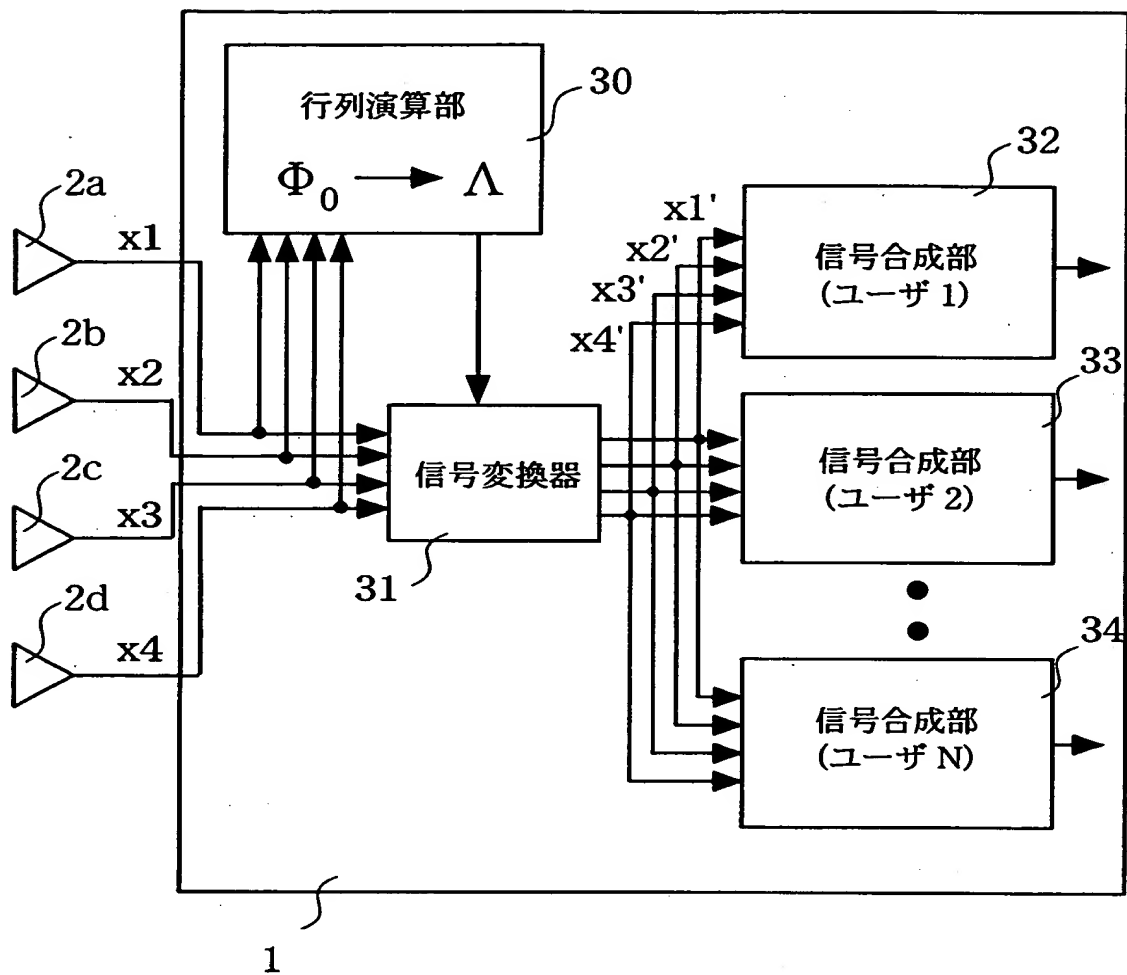 30
行列演算部
Φ0 Λ
2a
x1
2b
x2
2c
x3
2d
x4
信号変換器
31
x1'
x2'
x3'
x4'
32
信号合成部
(ユーザ 1)
33
信号合成部
(ユーザ 2)
34
信号合成部
(ユーザ N)
1